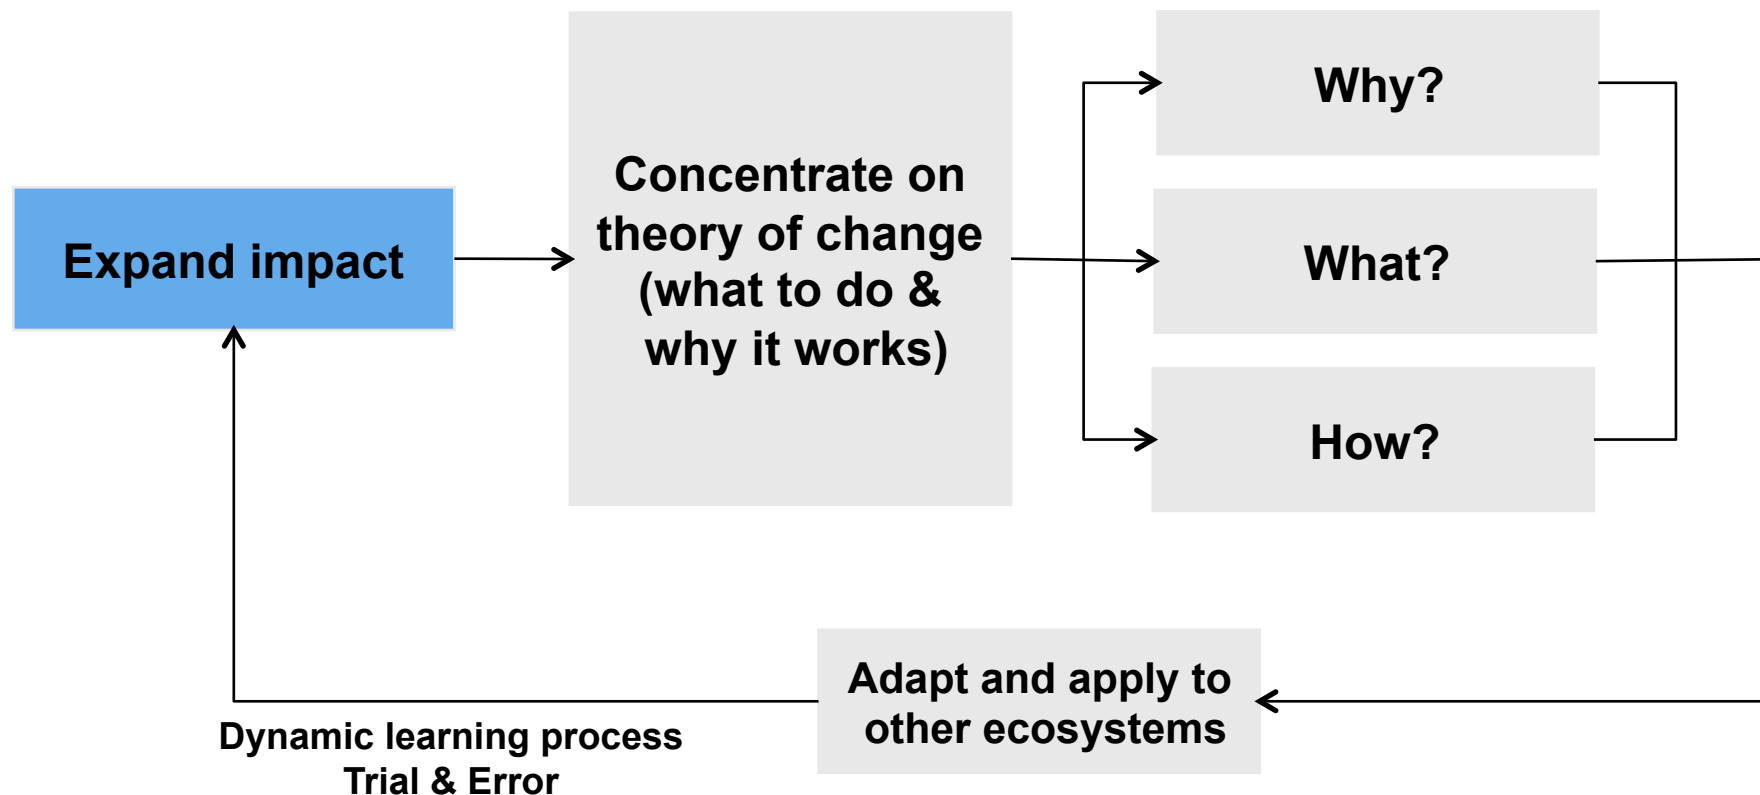 Expand impact
Concentrate on
theory of change
(what to do &
why it works)
Why?
What?
How?
Adapt and apply to
other ecosystems
Dynamic learning process
Trial & Error